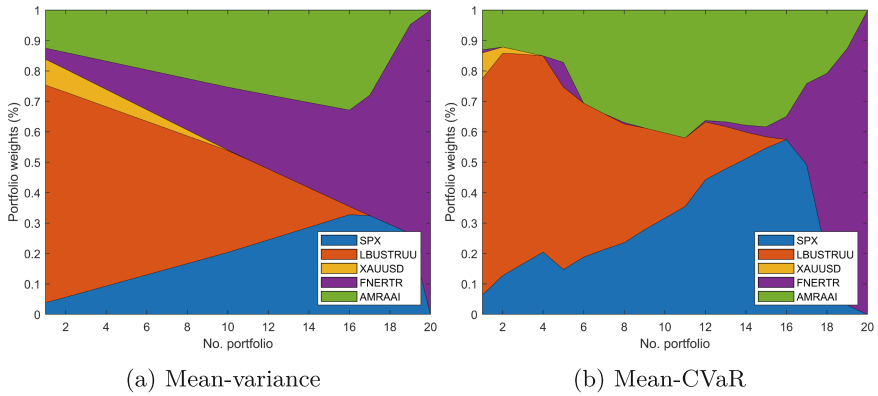 1
0.9
0.8
0.7
0.6
0.5
0.4
0.3
0.2
0.1
0
Portfolio weights (%)
SPX
LBUSTRUU
XAUUSD
FNERTR
AMRAAI
2 4 6 8 10 12 14 16 18 20
No. portfolio
(a) Mean-variance
1
0.9
0.8
0.7
0.6
0.5
0.4
0.3
0.2
0.1
0
Portfolio weights (%)
SPX
LBUSTRUU
XAUUSD
FNERTR
AMRAAI
2 4 6 8 10 12 14 16 18 20
No. portfolio
(b) Mean-CVaR